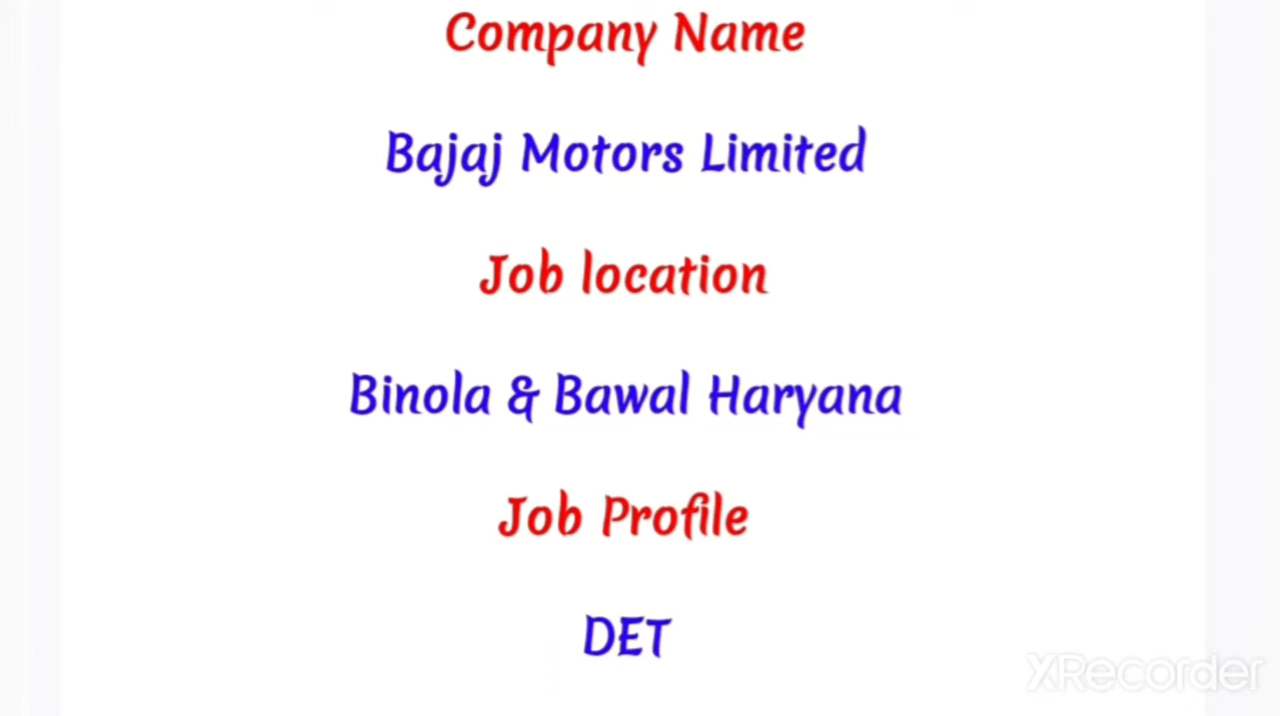 Company Name
Bajaj Motors Limited
Job location
Binola & Bawal Haryana
Job Profile
DET
XRecorder